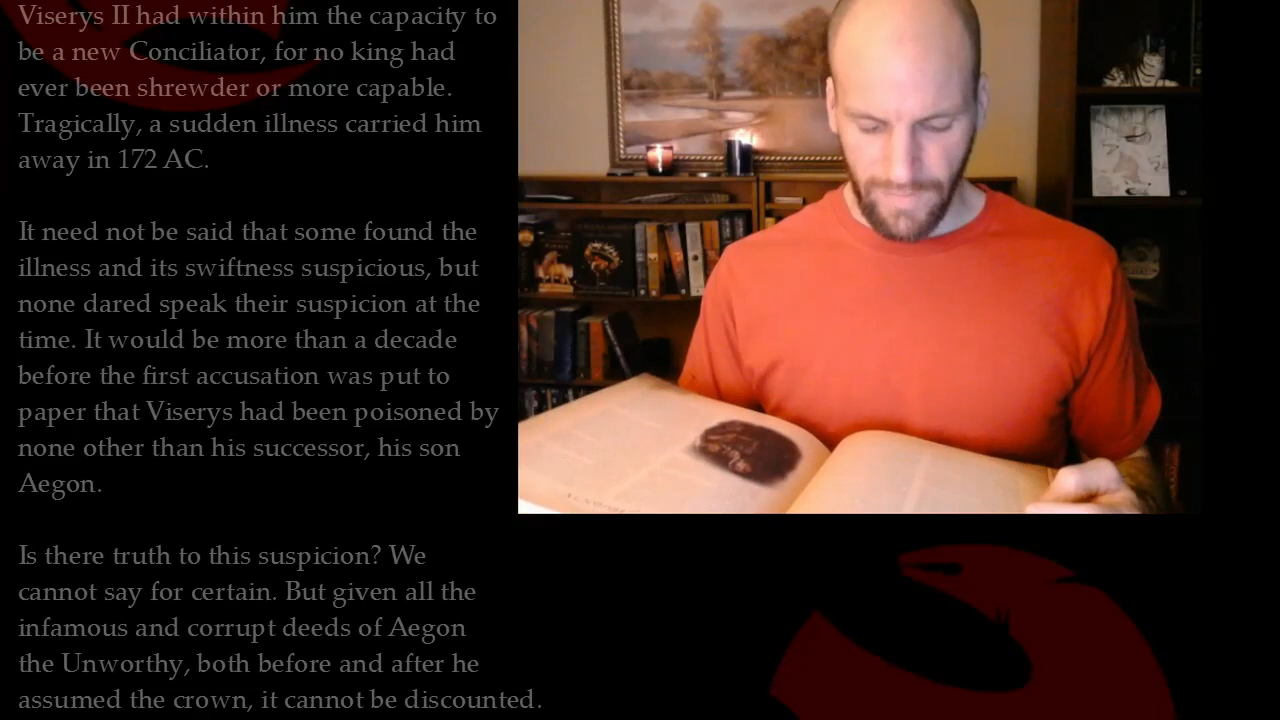 Viserys II had within him the capacity to
be a new Conciliator, for no king had
ever been shrewder or more capable.
Tragically, a sudden illness carried him
away in 172 AC.
It need not be said that some found the
illness and its swiftness suspicious, but
none dared speak their suspicion at the
time. It would be more than a decade
before the first accusation was put to
paper that Viserys had been poisoned by
none other than his successor, his son
Aegon.
Is there truth to this suspicion? We
cannot say for certain. But given all the
infamous and corrupt deeds of Aegon
the Unworthy, both before and after he
assumed the crown, it cannot be discounted.